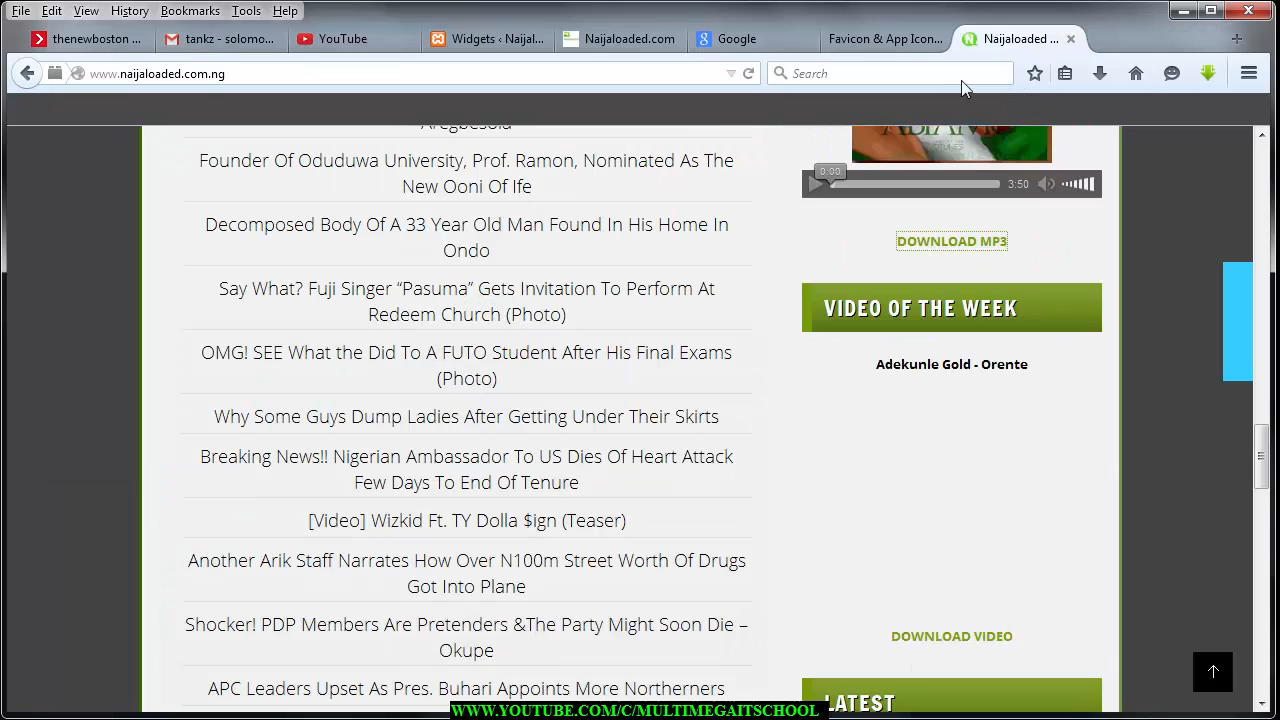 File Edit View History Bookmarks Tools Help
thenewboston ... tankz - solomo... YouTube Widgets ‹ Naijal... Naijaloaded.com Google Favicon & App Icon... Naijaloaded ...
www.naijaloaded.com.ng Search
Founder Of Oduduwa University, Prof. Ramon, Nominated As The
New Ooni Of Ife
Decomposed Body Of A 33 Year Old Man Found In His Home In
Ondo
Say What? Fuji Singer “Pasuma” Gets Invitation To Perform At
Redeem Church (Photo)
OMG! SEE What the Did To A FUTO Student After His Final Exams
(Photo)
Why Some Guys Dump Ladies After Getting Under Their Skirts
Breaking News!! Nigerian Ambassador To US Dies Of Heart Attack
Few Days To End Of Tenure
[Video] Wizkid Ft. TY Dolla $ign (Teaser)
Another Arik Staff Narrates How Over N100m Street Worth Of Drugs
Got Into Plane
Shocker! PDP Members Are Pretenders &The Party Might Soon Die –
Okupe
APC Leaders Upset As Pres. Buhari Appoints More Northerners
0:00
3:50
DOWNLOAD MP3
VIDEO OF THE WEEK
Adekunle Gold - Orente
DOWNLOAD VIDEO
LATEST
WWW.YOUTUBE.COM/C/MULTIMEGAITSCHOOL